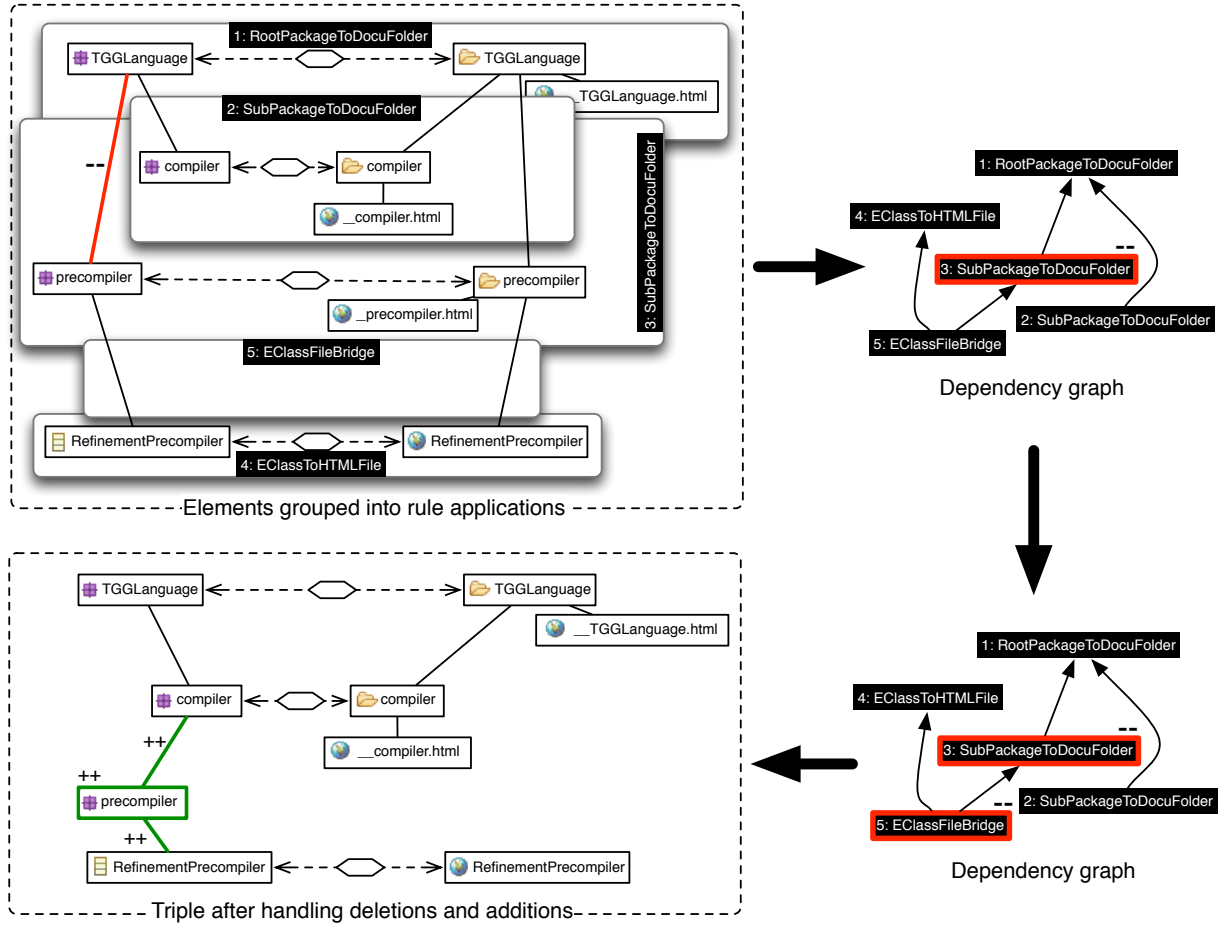 1: RootPackageToDocuFolder
TGGLanguage
TGGLanguage
__TGGLanguage.html
2: SubPackageToDocuFolder
--
compiler
compiler
__compiler.html
3: SubPackageToDocuFolder
precompiler
precompiler
_precompiler.html
5: EClassFileBridge
RefinementPrecompiler
RefinementPrecompiler
4: EClassToHTMLFile
Elements grouped into rule applications
1: RootPackageToDocuFolder
4: EClassToHTMLFile
--
3: SubPackageToDocuFolder
2: SubPackageToDocuFolder
5: EClassFileBridge
Dependency graph
TGGLanguage
TGGLanguage
__TGGLanguage.html
compiler
compiler
++
__compiler.html
++
precompiler
++
RefinementPrecompiler
RefinementPrecompiler
Triple after handling deletions and additions
1: RootPackageToDocuFolder
4: EClassToHTMLFile
--
3: SubPackageToDocuFolder
--
2: SubPackageToDocuFolder
5: EClassFileBridge
Dependency graph